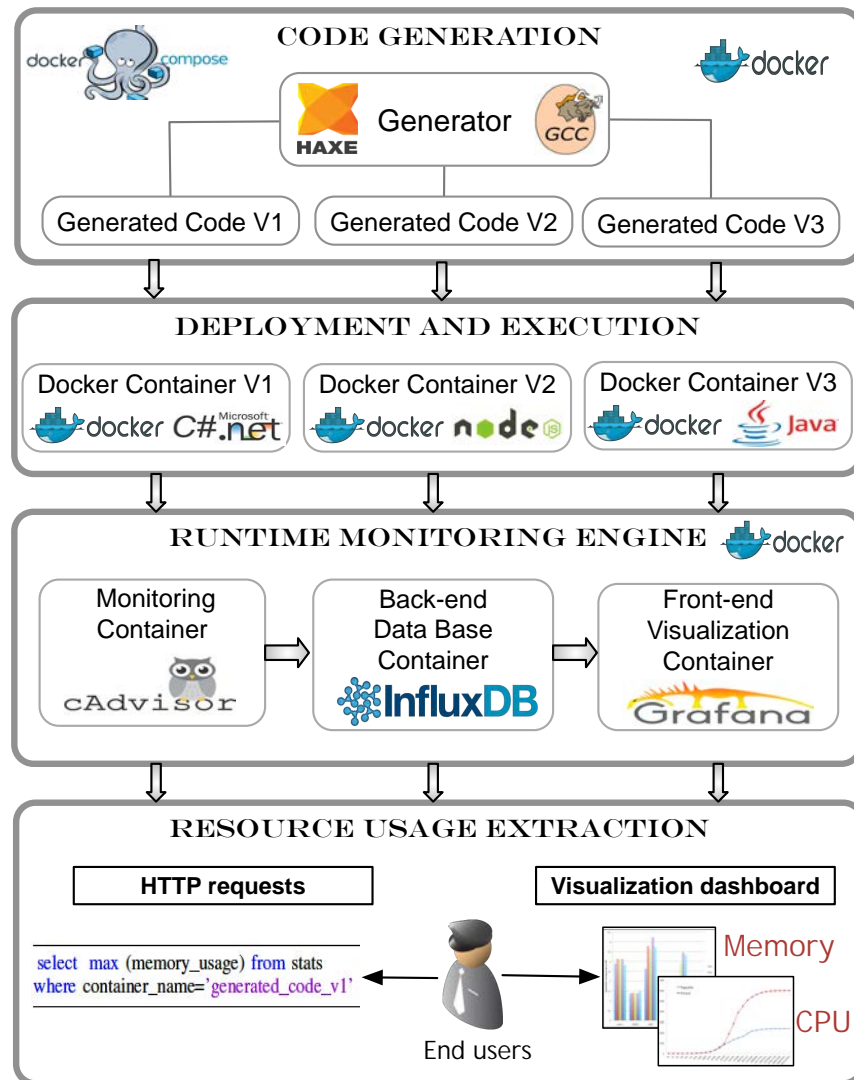 CODE GENERATION
docker compose
docker
HAXE
Generator
GCC
Generated Code V1
Generated Code V2
Generated Code V3
DEPLOYMENT AND EXECUTION
Docker Container V1
docker C# Microsoft .net
Docker Container V2
docker node JS
Docker Container V3
docker Java
RUNTIME MONITORING ENGINE
docker
Monitoring
Container
cAdvisor
Back-end
Data Base
Container
InfluxDB
Front-end
Visualization
Container
Grafana
RESOURCE USAGE EXTRACTION
HTTP requests
select max (memory_usage) from stats
where container_name='generated_code_v1'
End users
Visualization dashboard
Memory
CPU